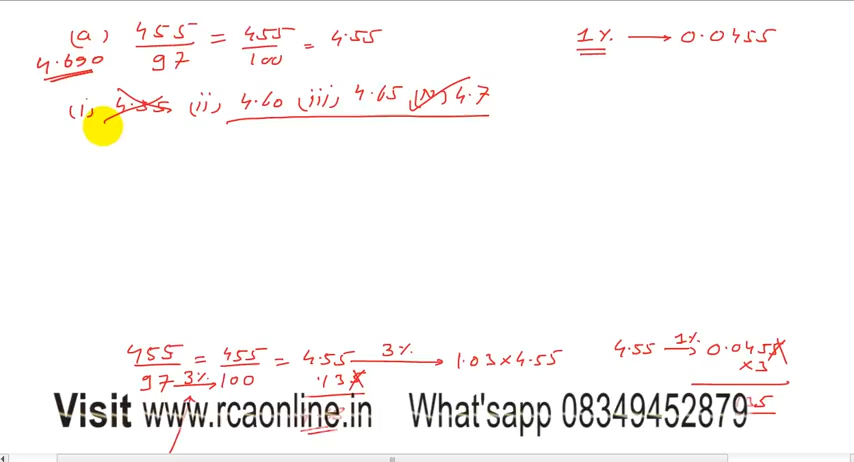 (a) 455/97 = 455/100 = 4.55 1% → 0.0455
4.690
(i) 4.55 (ii) 4.60 (iii) 4.65 (iv) 4.7
455/97 = 455/100 = 4.55 3% → 1.03×4.55 4.55 1% → 0.0455
3% → .13 ×3
35
Visit www.rcaonline.in What'sapp 08349452879